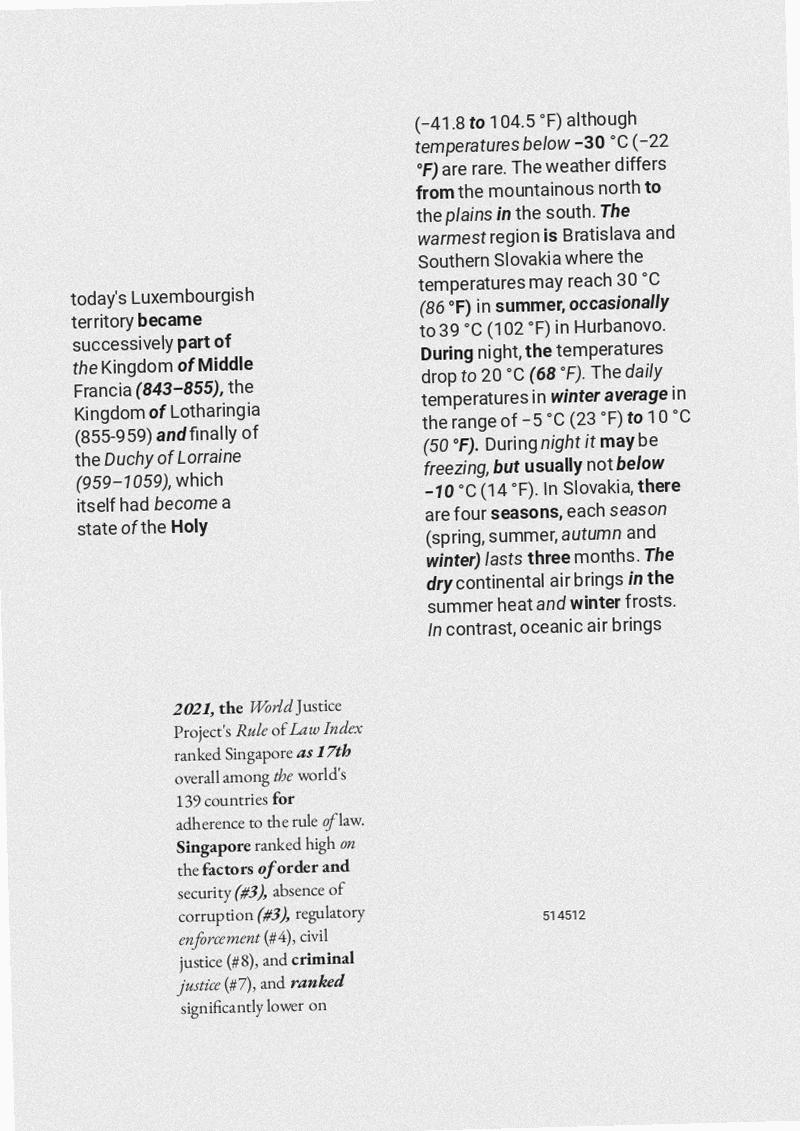 today's Luxembourgish
territory became
successively part of
the Kingdom of Middle
Francia (843–855), the
Kingdom of Lotharingia
(855-959) and finally of
the Duchy of Lorraine
(959–1059), which
itself had become a
state of the Holy
(−41.8 to 104.5 °F) although
temperatures below −30 °C (−22
°F) are rare. The weather differs
from the mountainous north to
the plains in the south. The
warmest region is Bratislava and
Southern Slovakia where the
temperatures may reach 30 °C
(86 °F) in summer, occasionally
to 39 °C (102 °F) in Hurbanovo.
During night, the temperatures
drop to 20 °C (68 °F). The daily
temperatures in winter average in
the range of −5 °C (23 °F) to 10 °C
(50 °F). During night it may be
freezing, but usually not below
−10 °C (14 °F). In Slovakia, there
are four seasons, each season
(spring, summer, autumn and
winter) lasts three months. The
dry continental air brings in the
summer heat and winter frosts.
In contrast, oceanic air brings
2021, the World Justice
Project's Rule of Law Index
ranked Singapore as 17th
overall among the world's
139 countries for
adherence to the rule of law.
Singapore ranked high on
the factors of order and
security (#3), absence of
corruption (#3), regulatory
enforcement (#4), civil
justice (#8), and criminal
justice (#7), and ranked
significantly lower on
514512